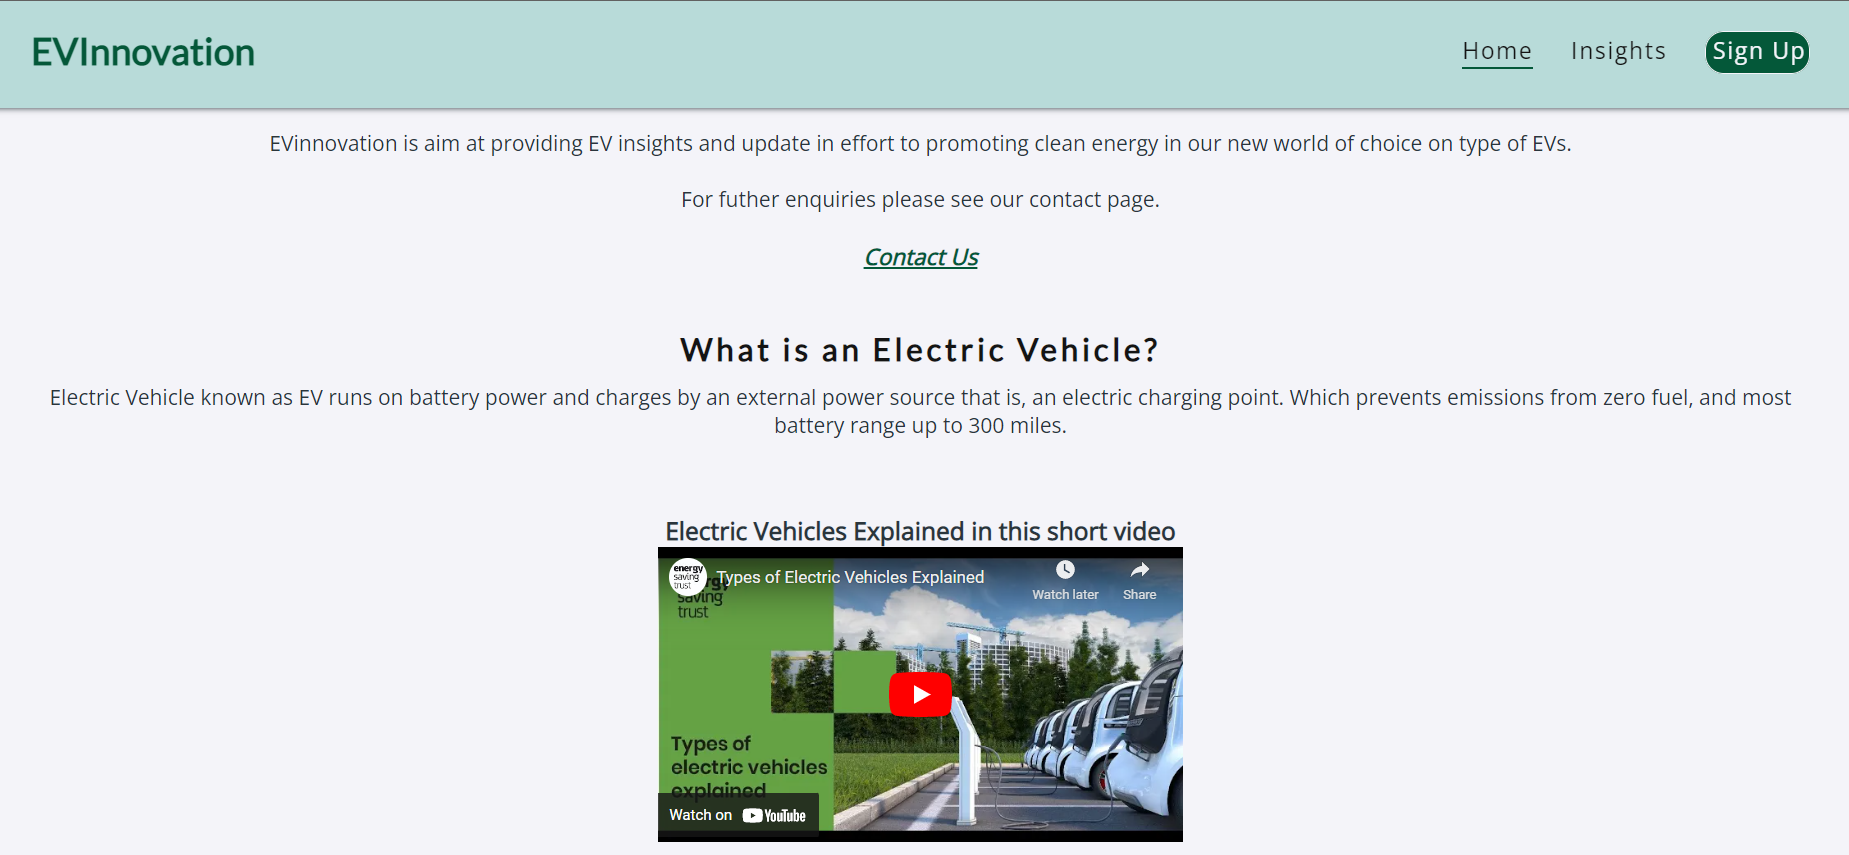 EVInnovation
Home Insights Sign Up
EVinnovation is aim at providing EV insights and update in effort to promoting clean energy in our new world of choice on type of EVs.
For futher enquiries please see our contact page.
Contact Us
What is an Electric Vehicle?
Electric Vehicle known as EV runs on battery power and charges by an external power source that is, an electric charging point. Which prevents emissions from zero fuel, and most
battery range up to 300 miles.
Electric Vehicles Explained in this short video
energy
saving
trust
Types of Electric Vehicles Explained
Watch later
Share
saving
trust
Types of
electric vehicles
explained
Watch on YouTube